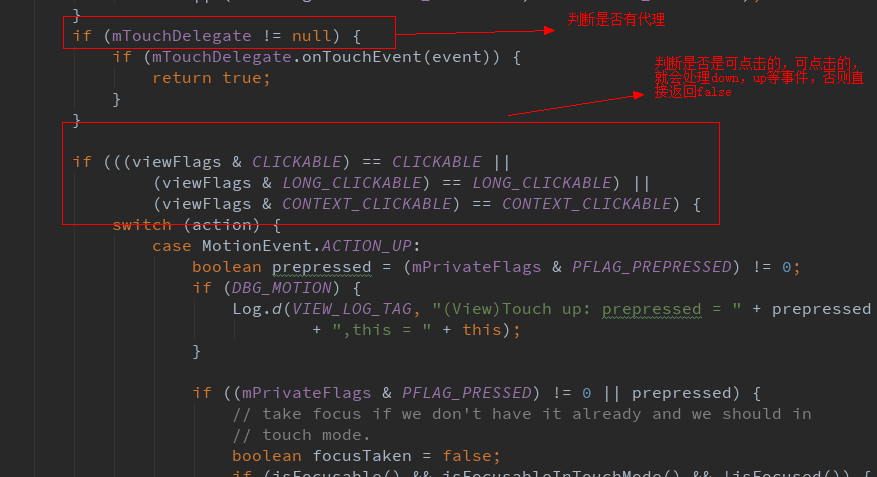 }
if (mTouchDelegate != null) {
判断是否有代理
if (mTouchDelegate.onTouchEvent(event)) {
return true;
}
}
判断是否是可点击的，可点击的，
就会处理down，up等事件，否则直
接返回false
if (((viewFlags & CLICKABLE) == CLICKABLE ||
(viewFlags & LONG_CLICKABLE) == LONG_CLICKABLE) ||
(viewFlags & CONTEXT_CLICKABLE) == CONTEXT_CLICKABLE) {
switch (action) {
case MotionEvent.ACTION_UP:
boolean prepressed = (mPrivateFlags & PFLAG_PREPRESSED) != 0;
if (DBG_MOTION) {
Log.d(VIEW_LOG_TAG, "(View)Touch up: prepressed = " + prepressed
+ ",this = " + this);
}
if ((mPrivateFlags & PFLAG_PRESSED) != 0 || prepressed) {
// take focus if we don't have it already and we should in
// touch mode.
boolean focusTaken = false;
if (isFocusable() && isFocusableInTouchMode() && !isFocused()) {